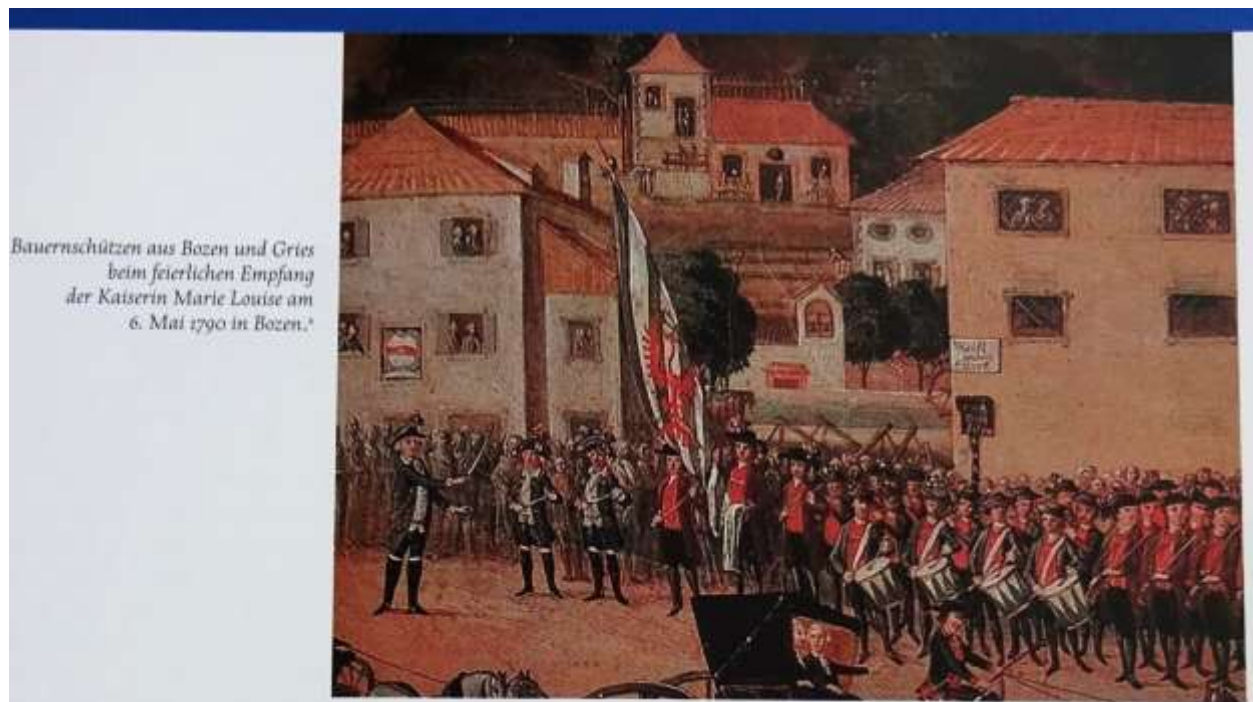 Bauernschützen aus Bozen und Gries
beim feierlichen Empfang
der Kaiserin Marie Louise am
6. Mai 1790 in Bozen.*